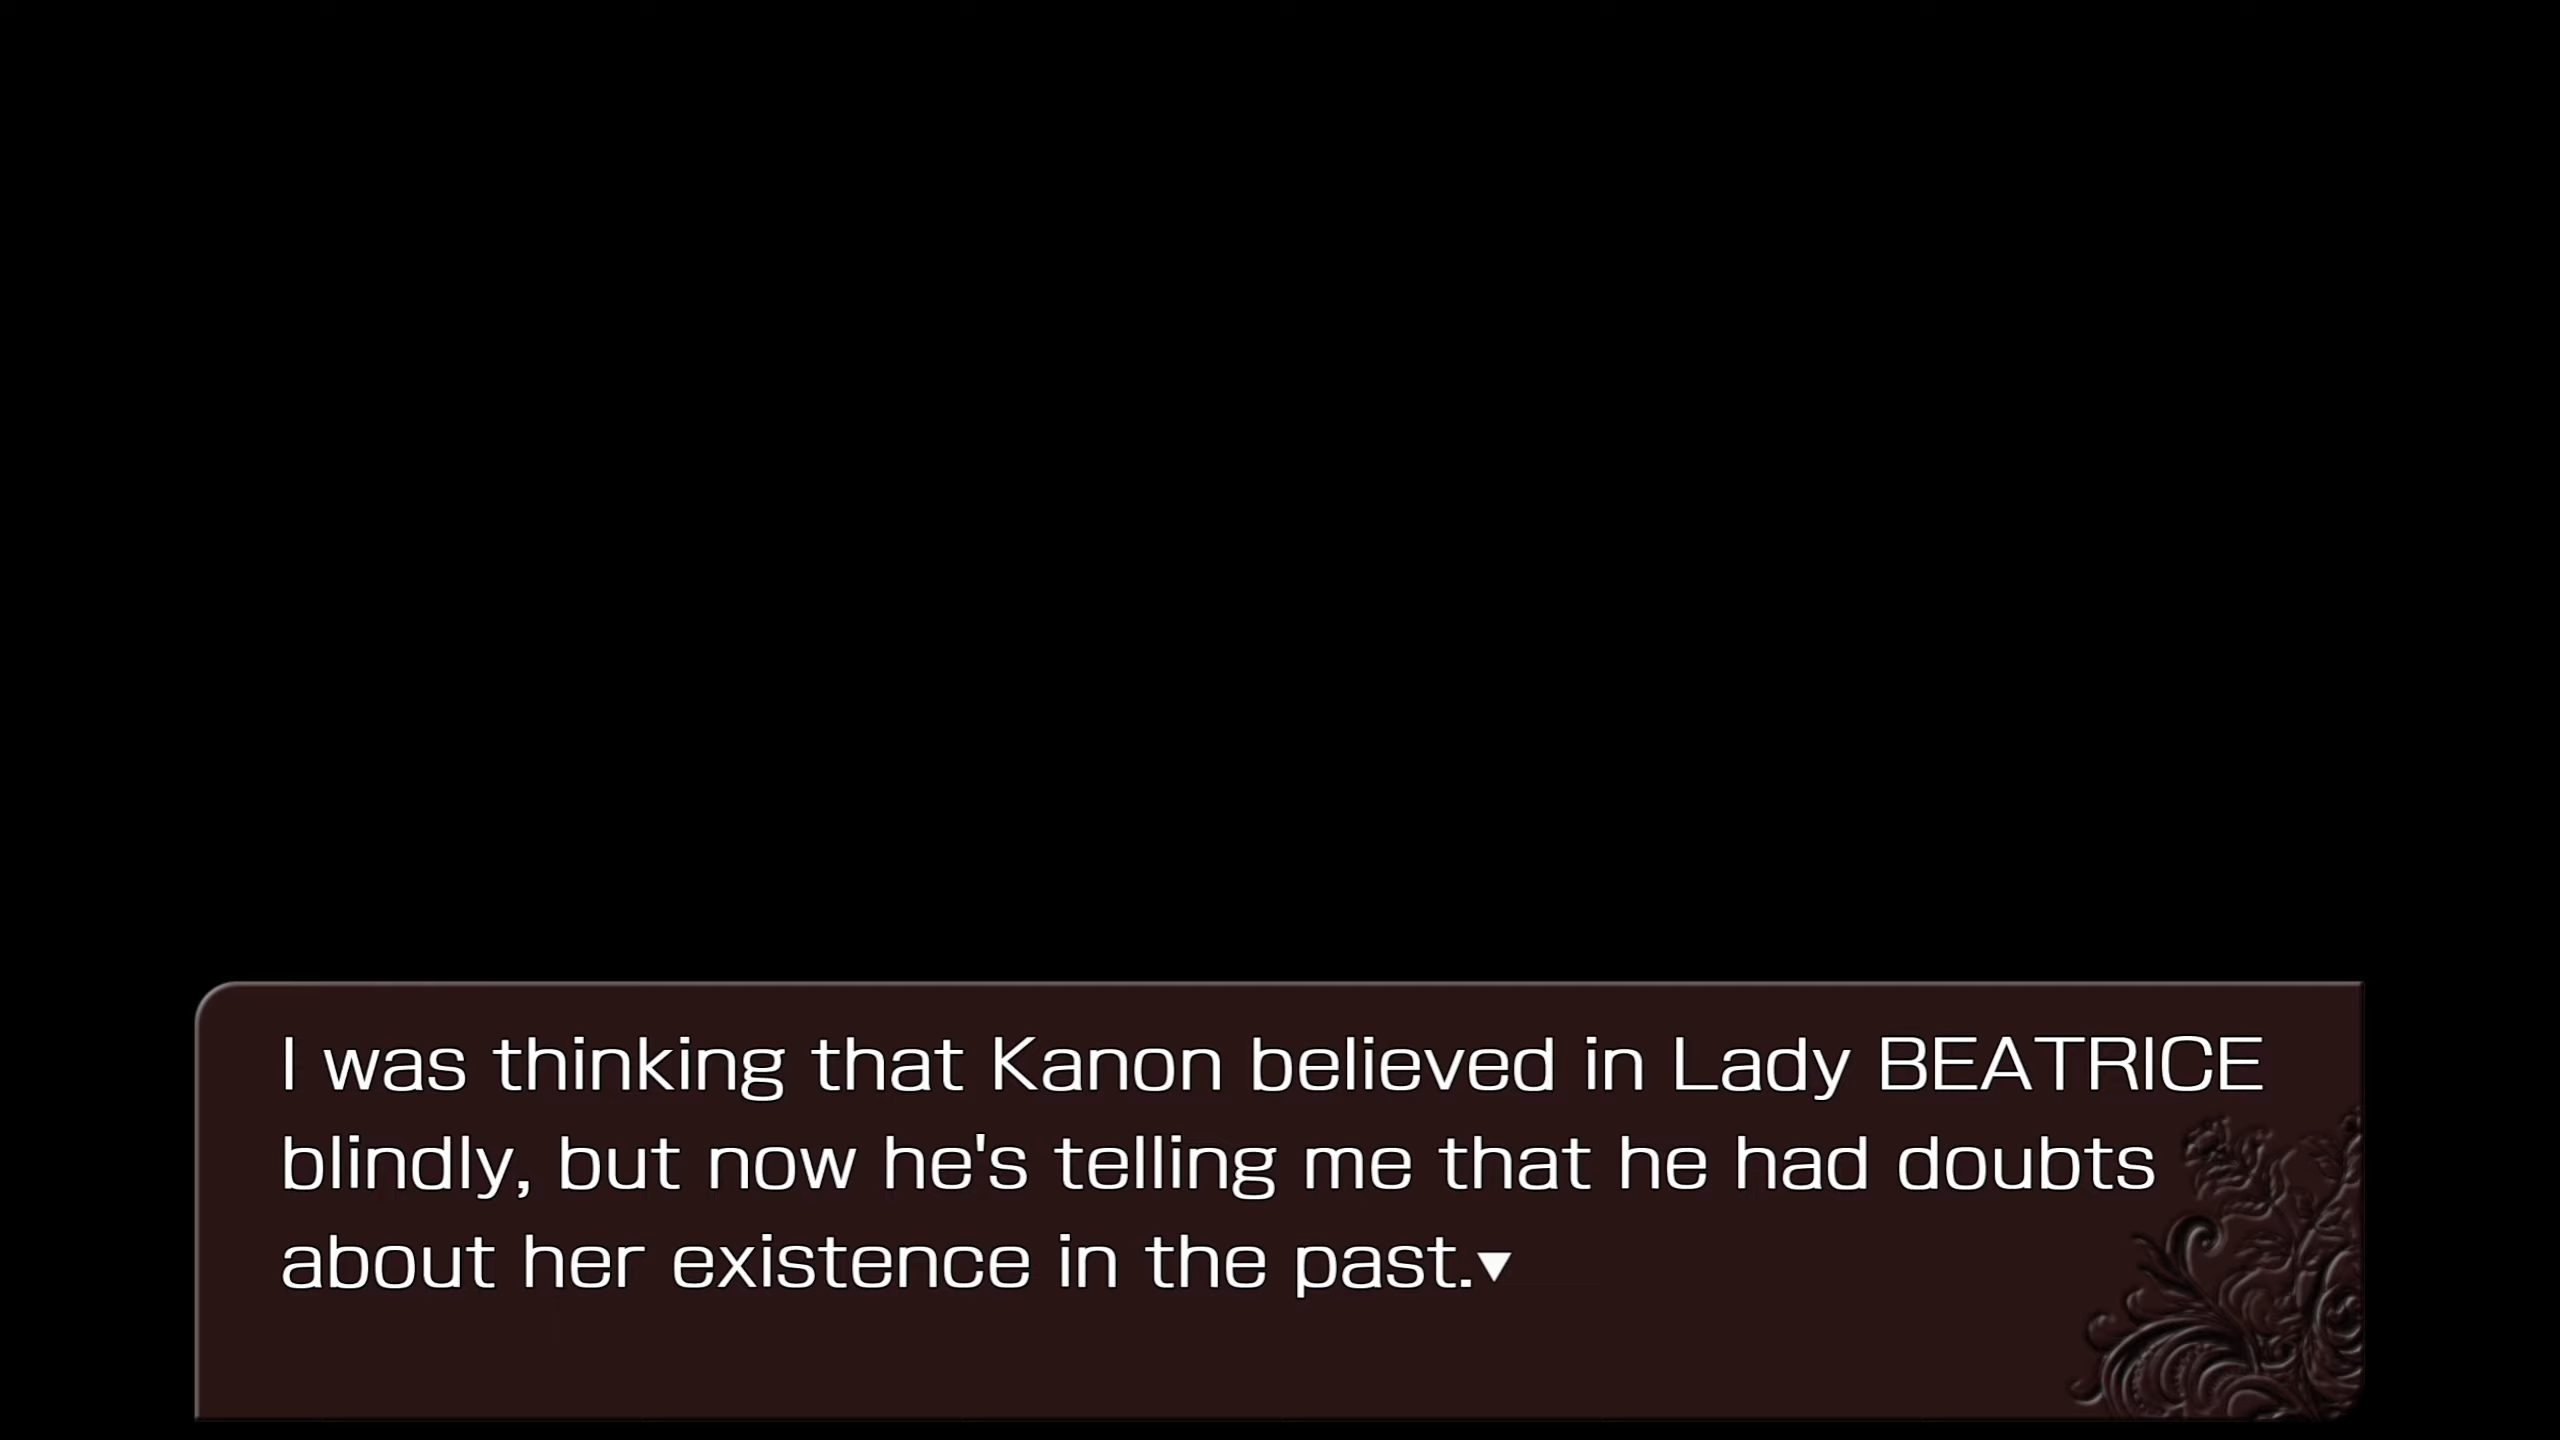 I was thinking that Kanon believed in Lady BEATRICE
blindly, but now he's telling me that he had doubts
about her existence in the past.▼